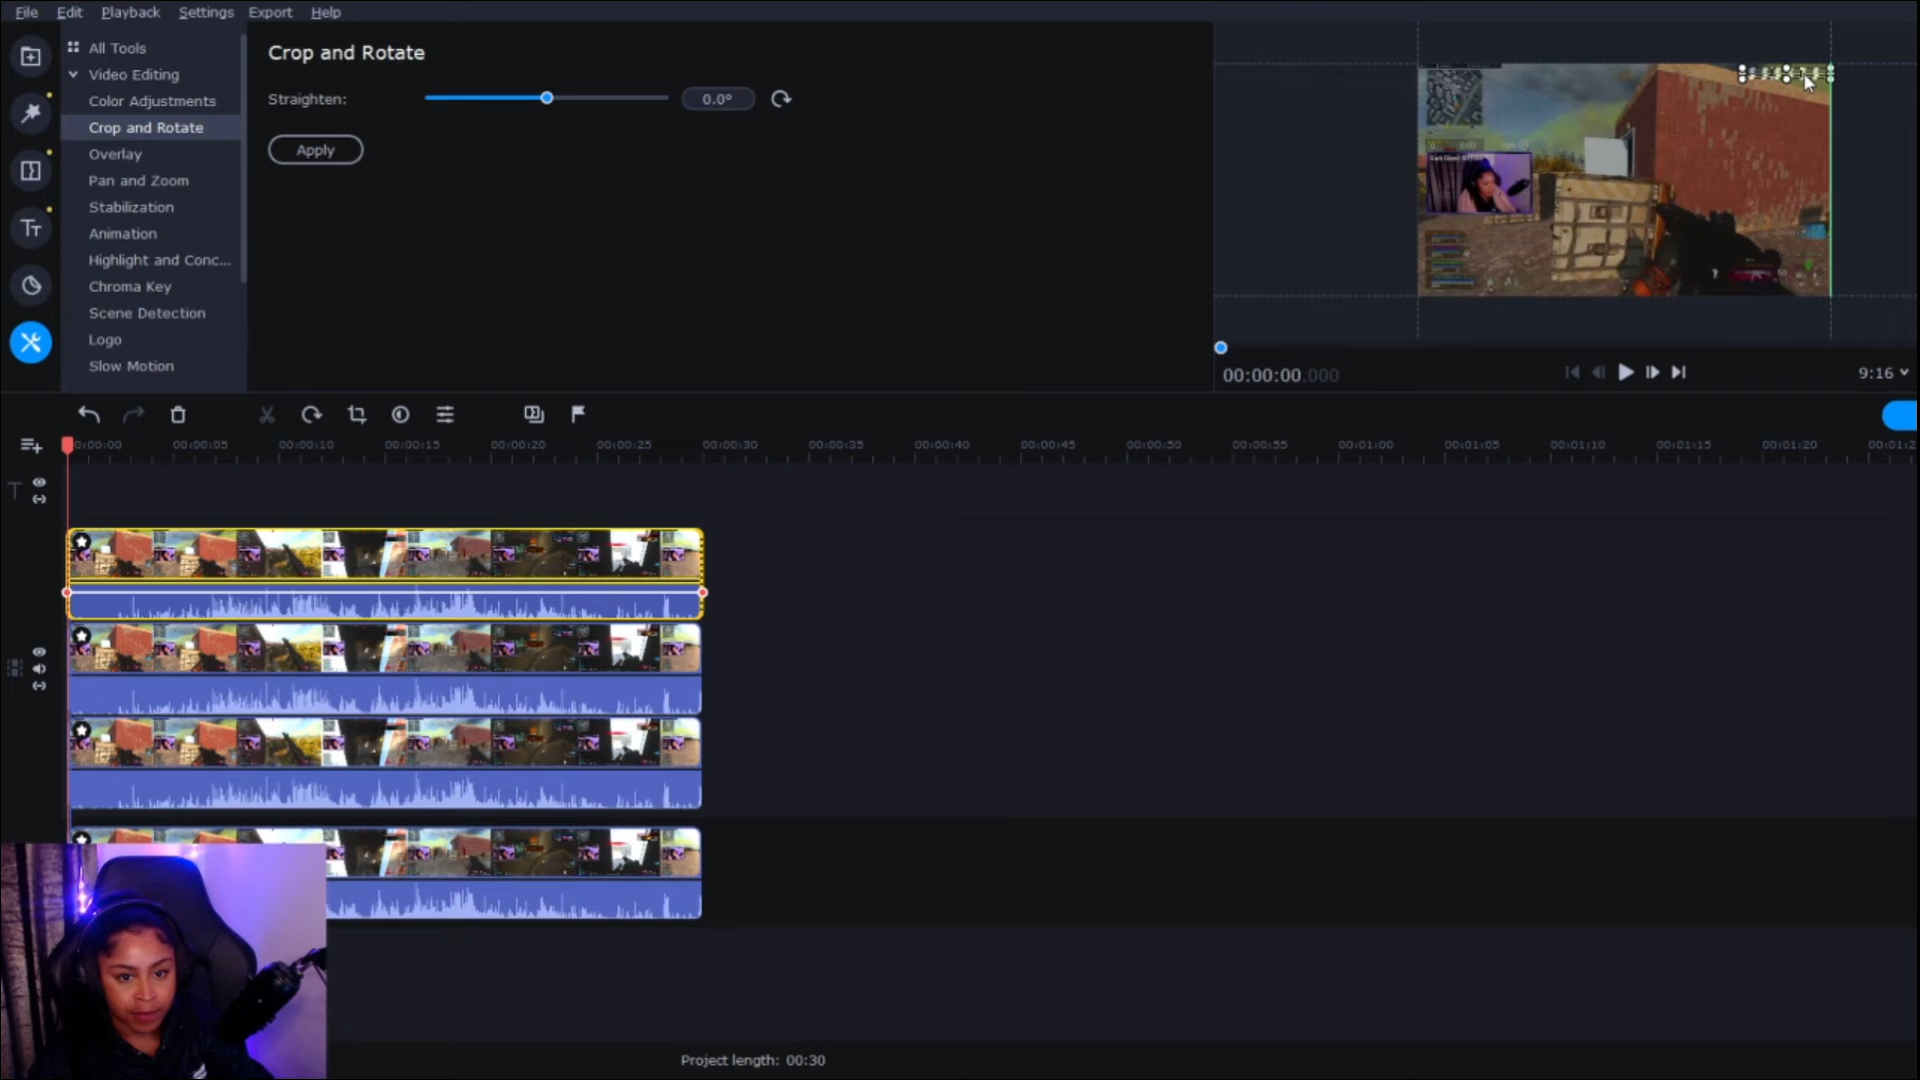 File Edit Playback Settings Export Help
All Tools
Video Editing
Color Adjustments
Crop and Rotate
Overlay
Pan and Zoom
Stabilization
Animation
Highlight and Conc...
Chroma Key
Scene Detection
Logo
Slow Motion
Crop and Rotate
Straighten: 0.0°
Apply
00:00:00.000
9:16
00:00:05 00:00:10 00:00:15 00:00:20 00:00:25 00:00:30 00:00:35 00:00:40 00:00:45 00:00:50 00:00:55 00:01:00 00:01:05 00:01:10 00:01:15 00:01:20
Project length: 00:30